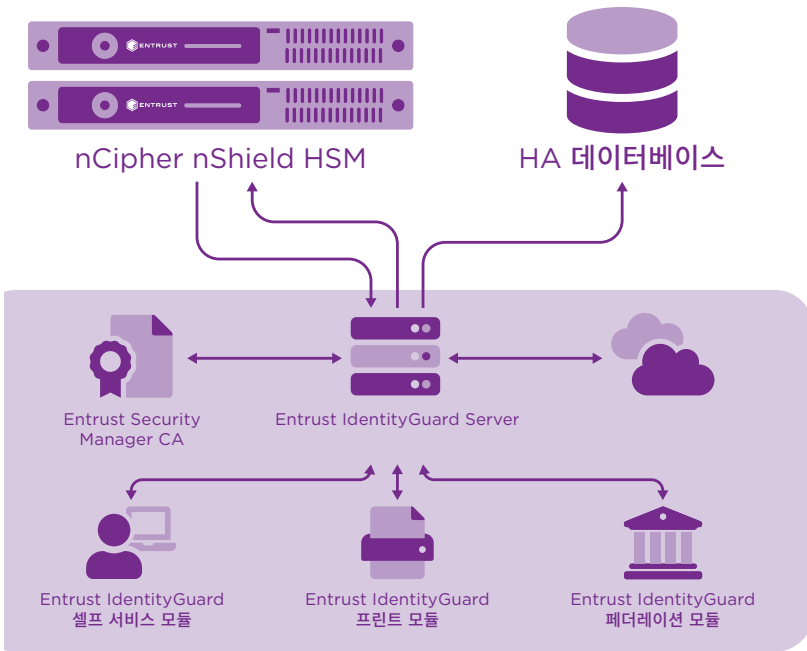 ENTRUST
ENTRUST
nCipher nShield HSM
HA 데이터베이스
Entrust Security
Manager CA
Entrust IdentityGuard Server
Entrust IdentityGuard
셀프 서비스 모듈
Entrust IdentityGuard
프린트 모듈
Entrust IdentityGuard
페더레이션 모듈